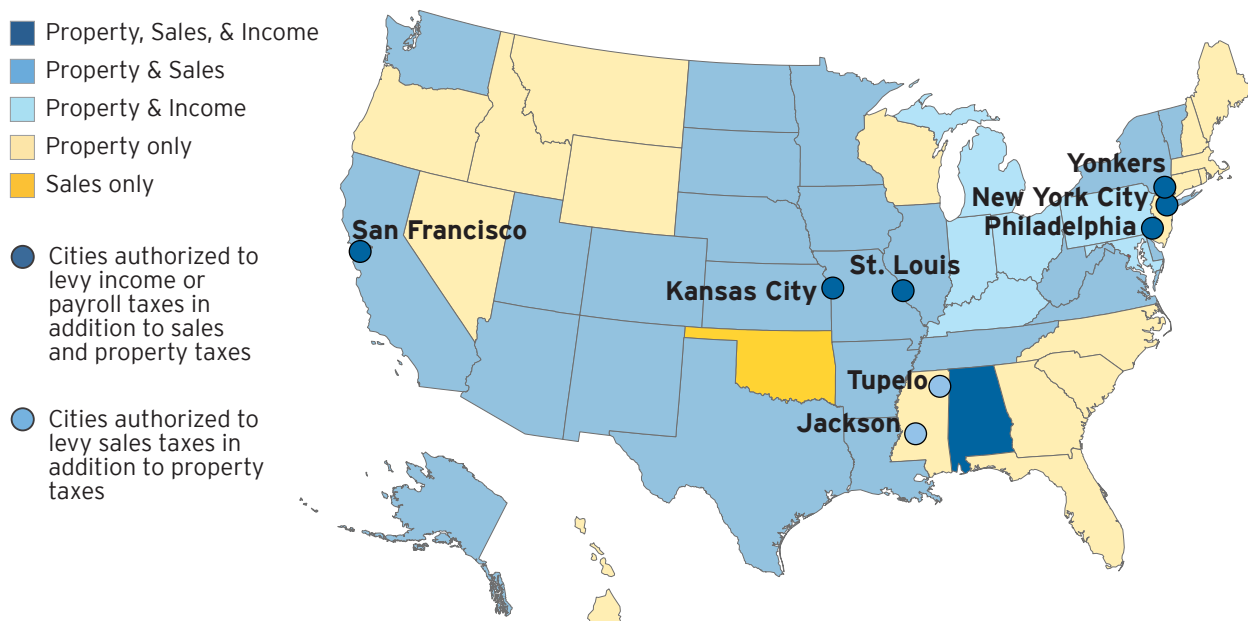 Property, Sales, & Income
Property & Sales
Property & Income
Property only
Sales only
Cities authorized to
levy income or
payroll taxes in
addition to sales
and property taxes
Cities authorized to
levy sales taxes in
addition to property
taxes
Yonkers
New York City
Philadelphia
San Francisco
St. Louis
Kansas City
Tupelo
Jackson